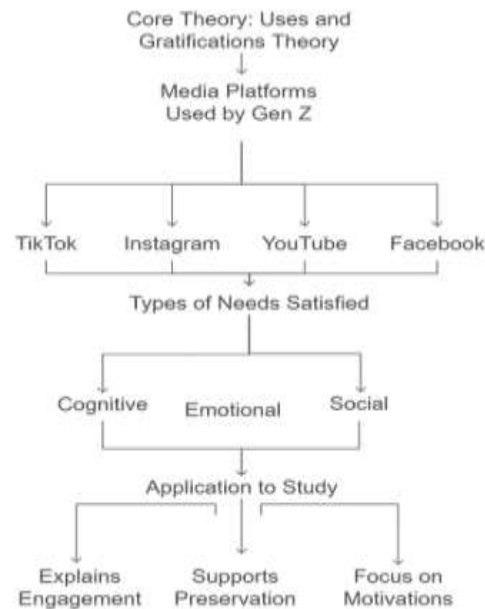 Core Theory: Uses and
Gratifications Theory
Media Platforms
Used by Gen Z
TikTok Instagram YouTube Facebook
Types of Needs Satisfied
Cognitive Emotional Social
Application to Study
Explains Supports Focus on
Engagement Preservation Motivations